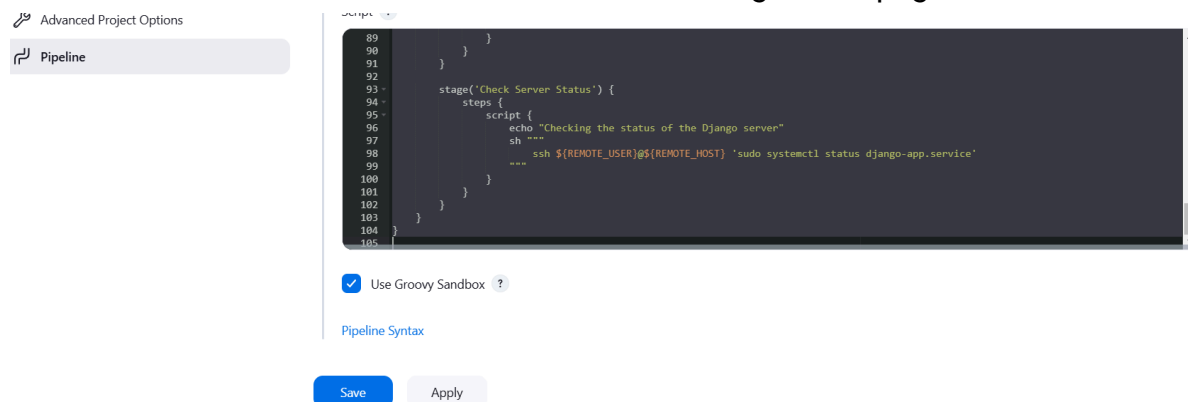 Advanced Project Options
Pipeline
Script ?
89 }
90 }
91 }
92
93 stage('Check Server Status') {
94 steps {
95 script {
96 echo "Checking the status of the Django server"
97 sh """
98 ssh ${REMOTE_USER}@${REMOTE_HOST} 'sudo systemctl status django-app.service'
99 """
100 }
101 }
102 }
103 }
104 }
105
Use Groovy Sandbox ?
Pipeline Syntax
Save Apply